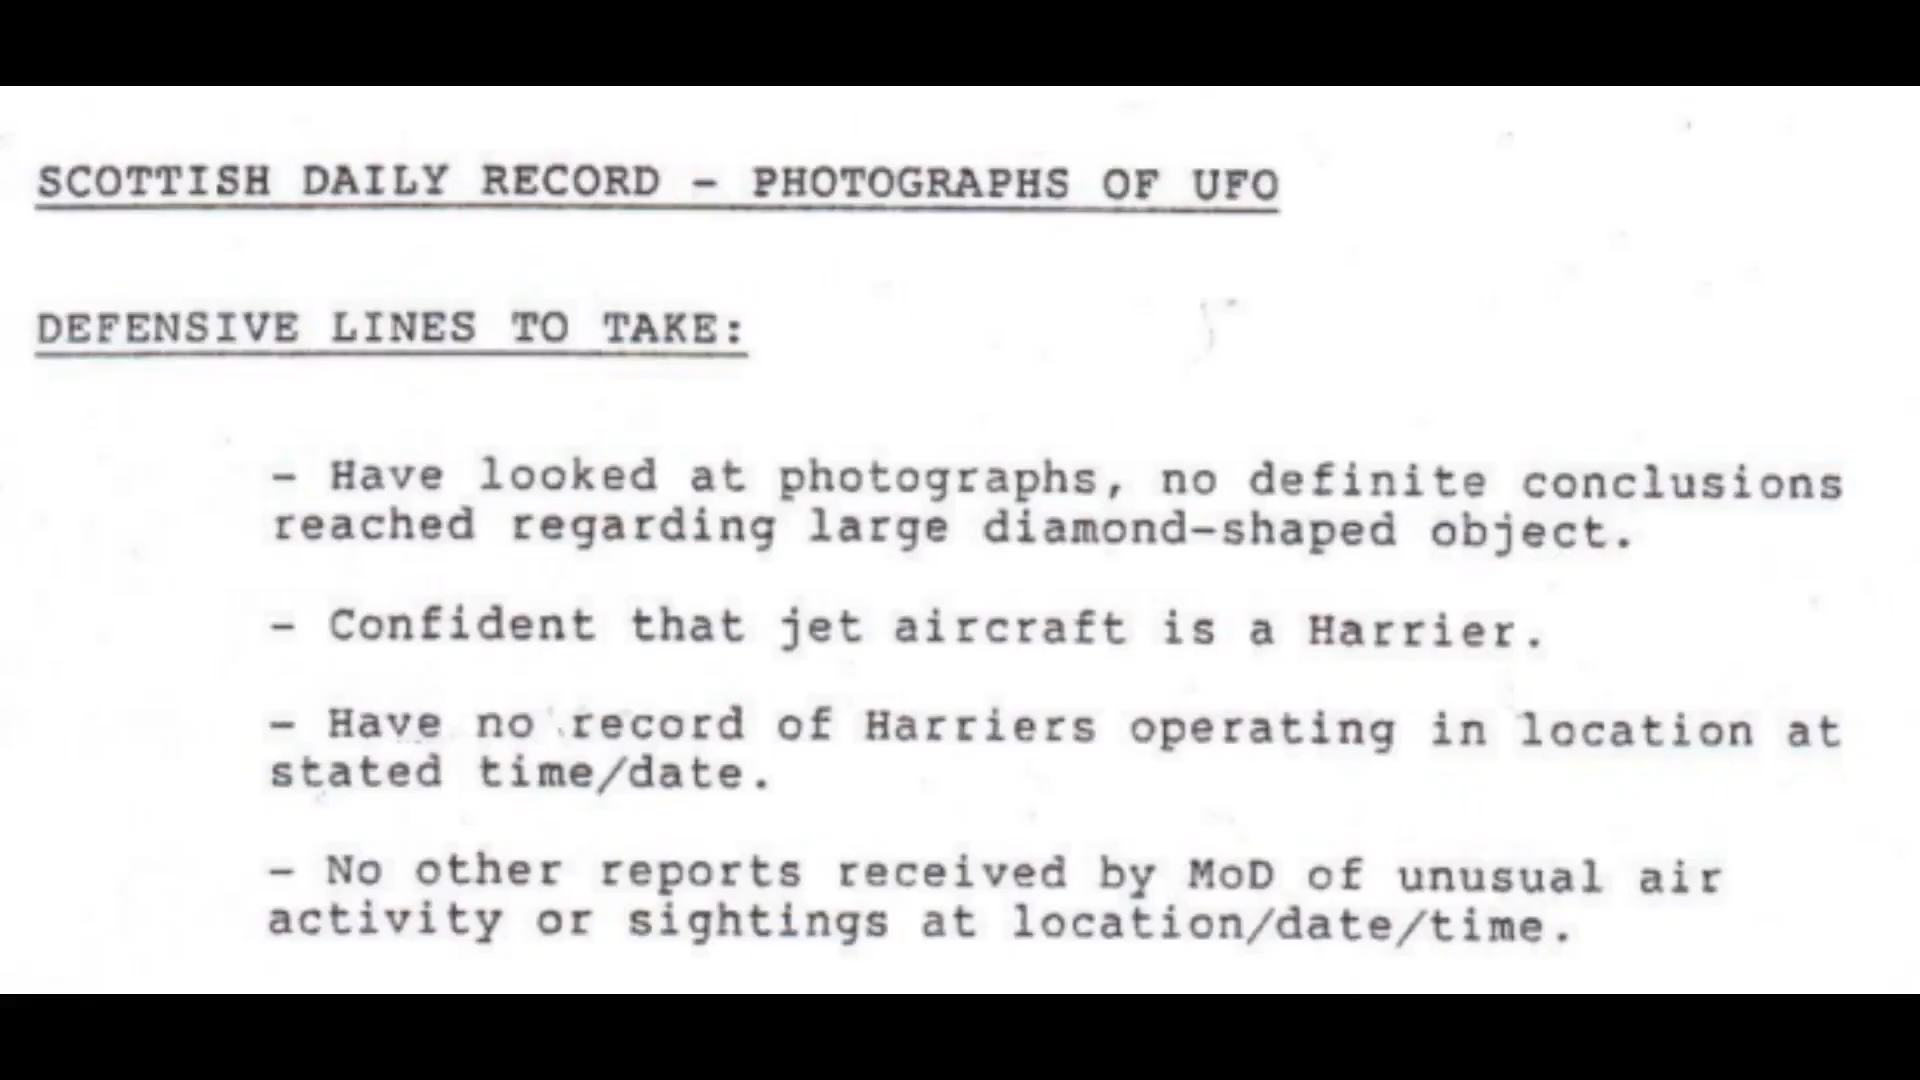 SCOTTISH DAILY RECORD - PHOTOGRAPHS OF UFO
DEFENSIVE LINES TO TAKE:
- Have looked at photographs, no definite conclusions
reached regarding large diamond-shaped object.
- Confident that jet aircraft is a Harrier.
- Have no record of Harriers operating in location at
stated time/date.
- No other reports received by MoD of unusual air
activity or sightings at location/date/time.